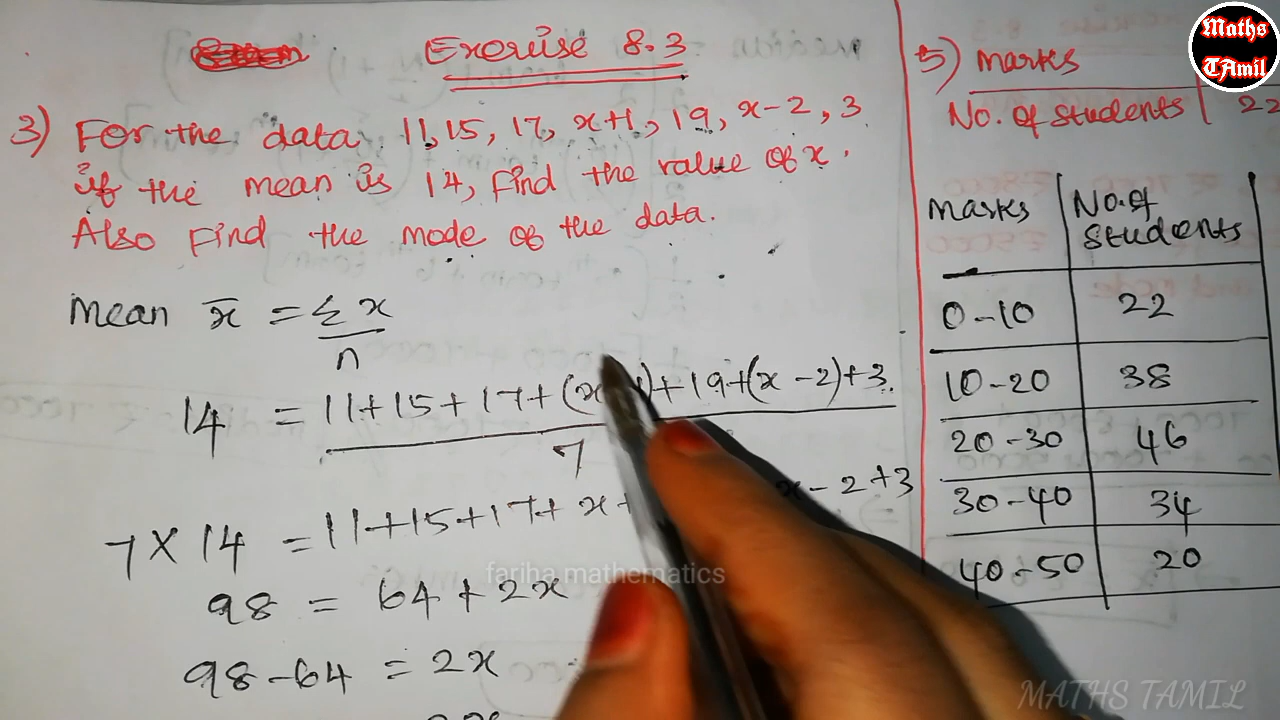 Exercise 8.3
3) For the data 11, 15, 17, x+1, 19, x-2, 3
if the mean is 14, Find the value of x.
Also Find the mode of the data.
Mean x̄ = Σx
n
14 = 11+15+17+(x )+19+(x-2)+3
7
7×14 = 11+15+17+x+ x-2+3
98 = 64+2x
98-64 = 2x
5) Marks
No. of students | 22
Marks | No. of students
0-10 22
10-20 38
20-30 46
30-40 34
40-50 20
Maths
TAmil
fariha mathematics
MATHS TAMIL